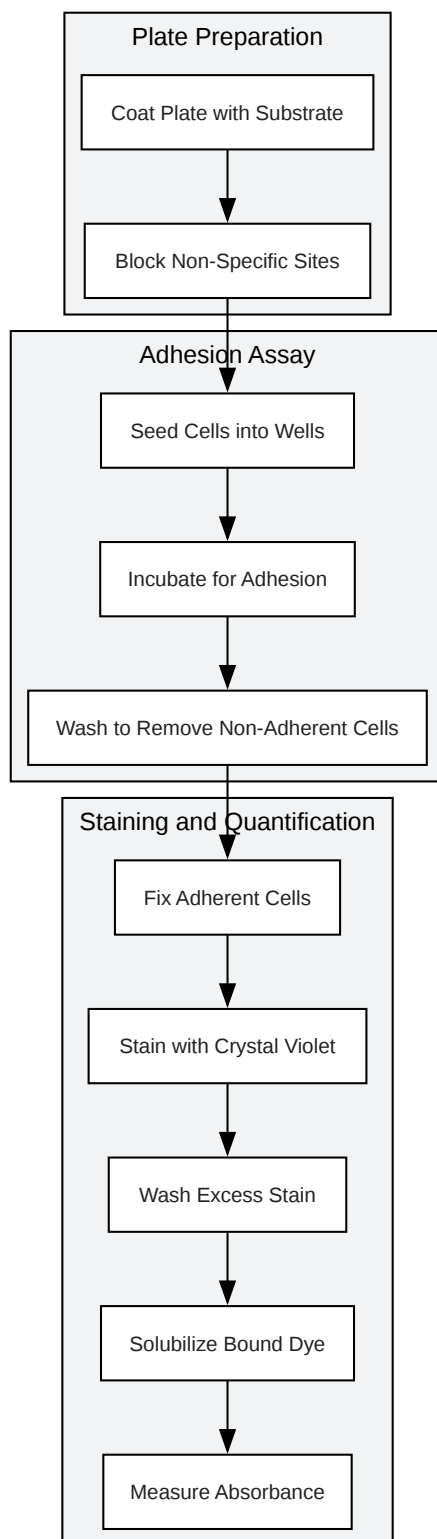 Plate Preparation
Coat Plate with Substrate
Block Non-Specific Sites
Adhesion Assay
Seed Cells into Wells
Incubate for Adhesion
Wash to Remove Non-Adherent Cells
Staining and Quantification
Fix Adherent Cells
Stain with Crystal Violet
Wash Excess Stain
Solubilize Bound Dye
Measure Absorbance